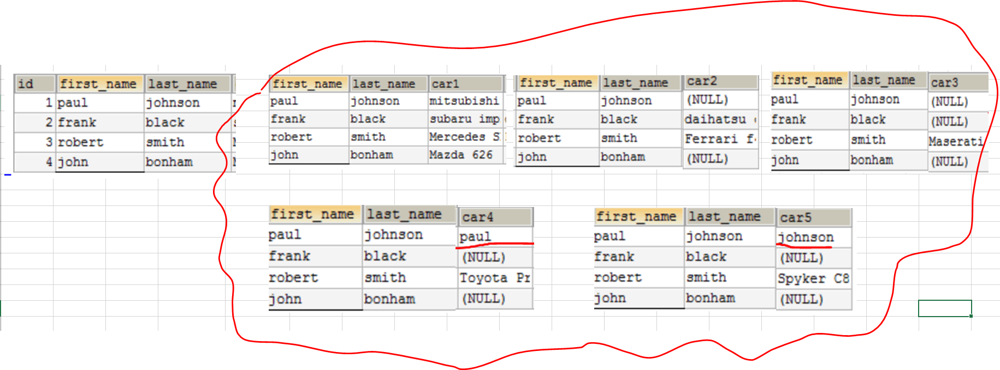 id first_name last_name
1 paul johnson
2 frank black
3 robert smith
4 john bonham
first_name last_name car1
paul johnson mitsubishi
frank black subaru imp
robert smith Mercedes
john bonham Mazda 626
first_name last_name car2
paul johnson (NULL)
frank black daihatsu
robert smith Ferrari
john bonham (NULL)
first_name last_name car3
paul johnson (NULL)
frank black (NULL)
robert smith Maserati
john bonham (NULL)
first_name last_name car4
paul johnson paul
frank black (NULL)
robert smith Toyota Pr
john bonham (NULL)
first_name last_name car5
paul johnson johnson
frank black (NULL)
robert smith Spyker C8
john bonham (NULL)